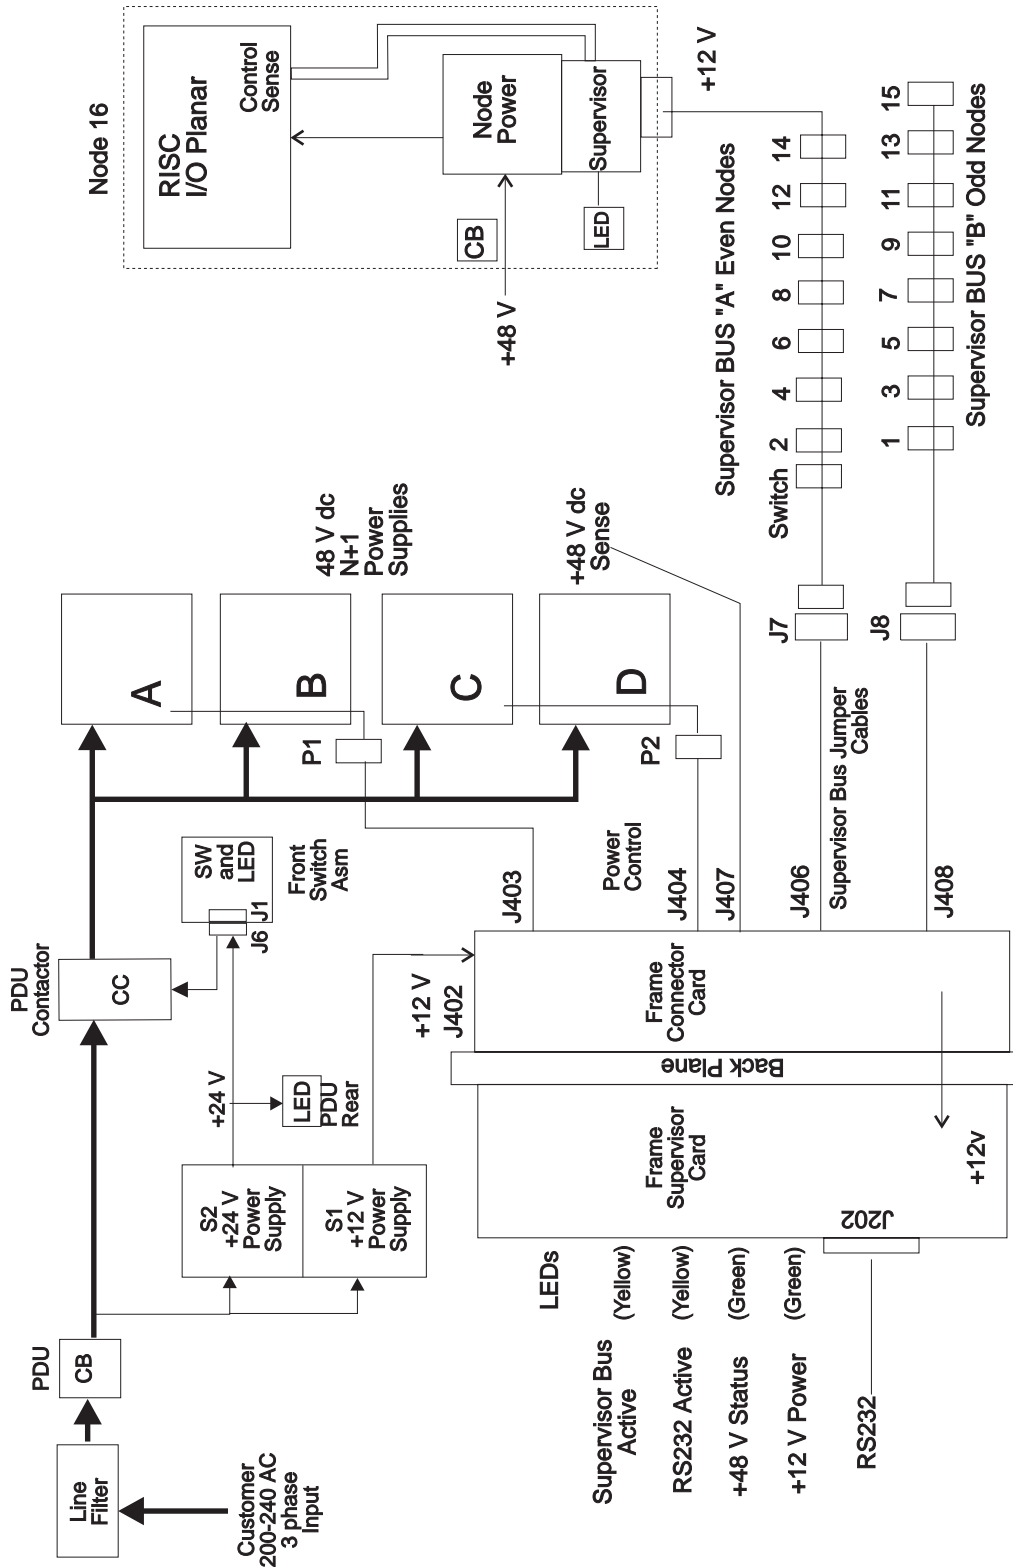 Customer
200-240 AC
3 phase
Input
Line
Filter
PDU
CB
PDU
Contactor
CC
S2
+24 V
Power
Supply
S1
+12 V
Power
Supply
+24 V
LED
PDU
Rear
SW
and
LED
J1
J6
Front
Switch
Asm
A
B
C
D
48 V dc
N+1
Power
Supplies
P1
P2
+48 V dc
Sense
Power
Control
+12 V
J402
J403
J404
J407
J406
J408
Frame
Connector
Card
Back Plane
Frame
Supervisor
Card
+12v
J202
LEDs
Supervisor Bus
Active
(Yellow)
RS232 Active
(Yellow)
+48 V Status
(Green)
+12 V Power
(Green)
RS232
Supervisor Bus Jumper
Cables
J7
J8
Switch
2
4
6
8
10
12
14
Supervisor BUS "A" Even Nodes
1
3
5
7
9
11
13
15
Supervisor BUS "B" Odd Nodes
Node 16
RISC
I/O Planar
Control
Sense
Node
Power
Supervisor
CB
LED
+48 V
+12 V